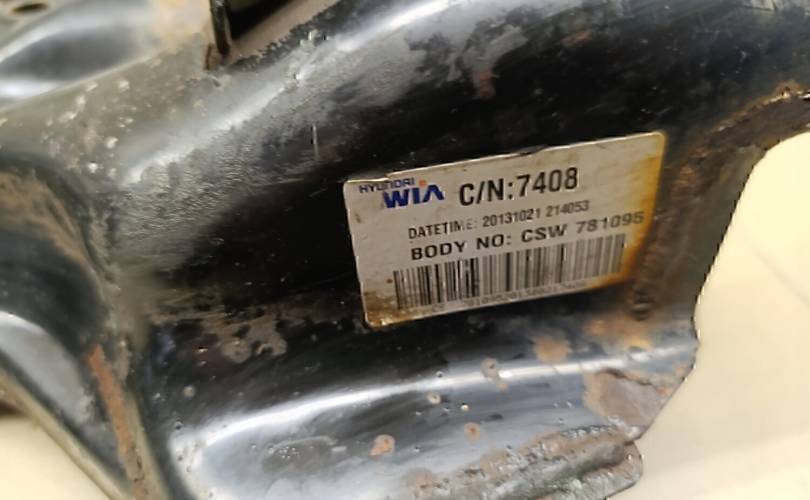 HYUNDAI
WIA C/N:7408
DATETIME: 20131021 214053
BODY NO: CSW 781095